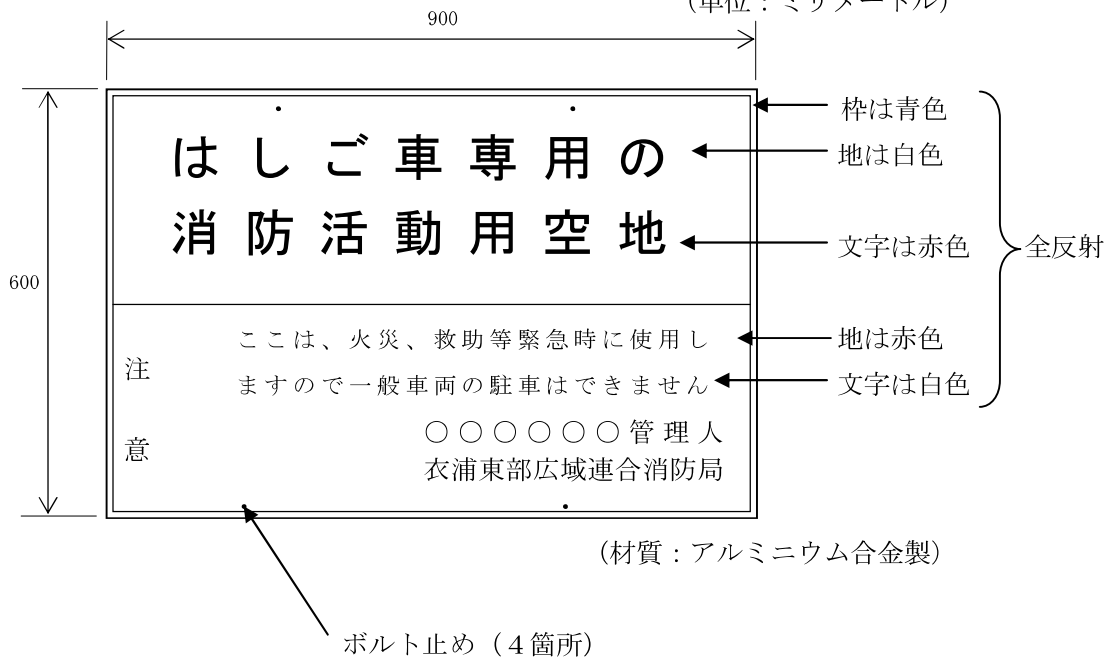 （単位：ミリメートル）
900
600
はしご車専用の
消防活動用空地
枠は青色
地は白色
文字は赤色
全反射
注意
ここは、火災、救助等緊急時に使用し
ますので一般車両の駐車はできません
〇〇〇〇〇〇管理人
衣浦東部広域連合消防局
地は赤色
文字は白色
（材質：アルミニウム合金製）
ボルト止め（４箇所）